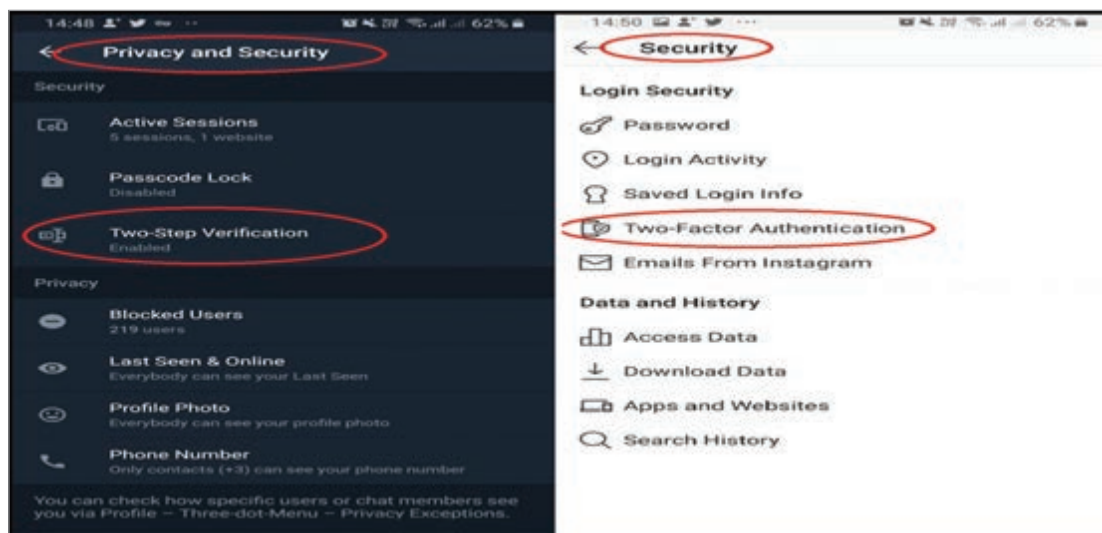 14:48
62%
Privacy and Security
Security
Active Sessions
5 sessions, 1 website
Passcode Lock
Disabled
Two-Step Verification
Enabled
Privacy
Blocked Users
219 users
Last Seen & Online
Everybody can see your Last Seen
Profile Photo
Everybody can see your profile photo
Phone Number
Only contacts (+3) can see your phone number
You can check how specific users or chat members see
you via Profile – Three-dot-Menu – Privacy Exceptions.
14:50
62%
Security
Login Security
Password
Login Activity
Saved Login Info
Two-Factor Authentication
Emails From Instagram
Data and History
Access Data
Download Data
Apps and Websites
Search History